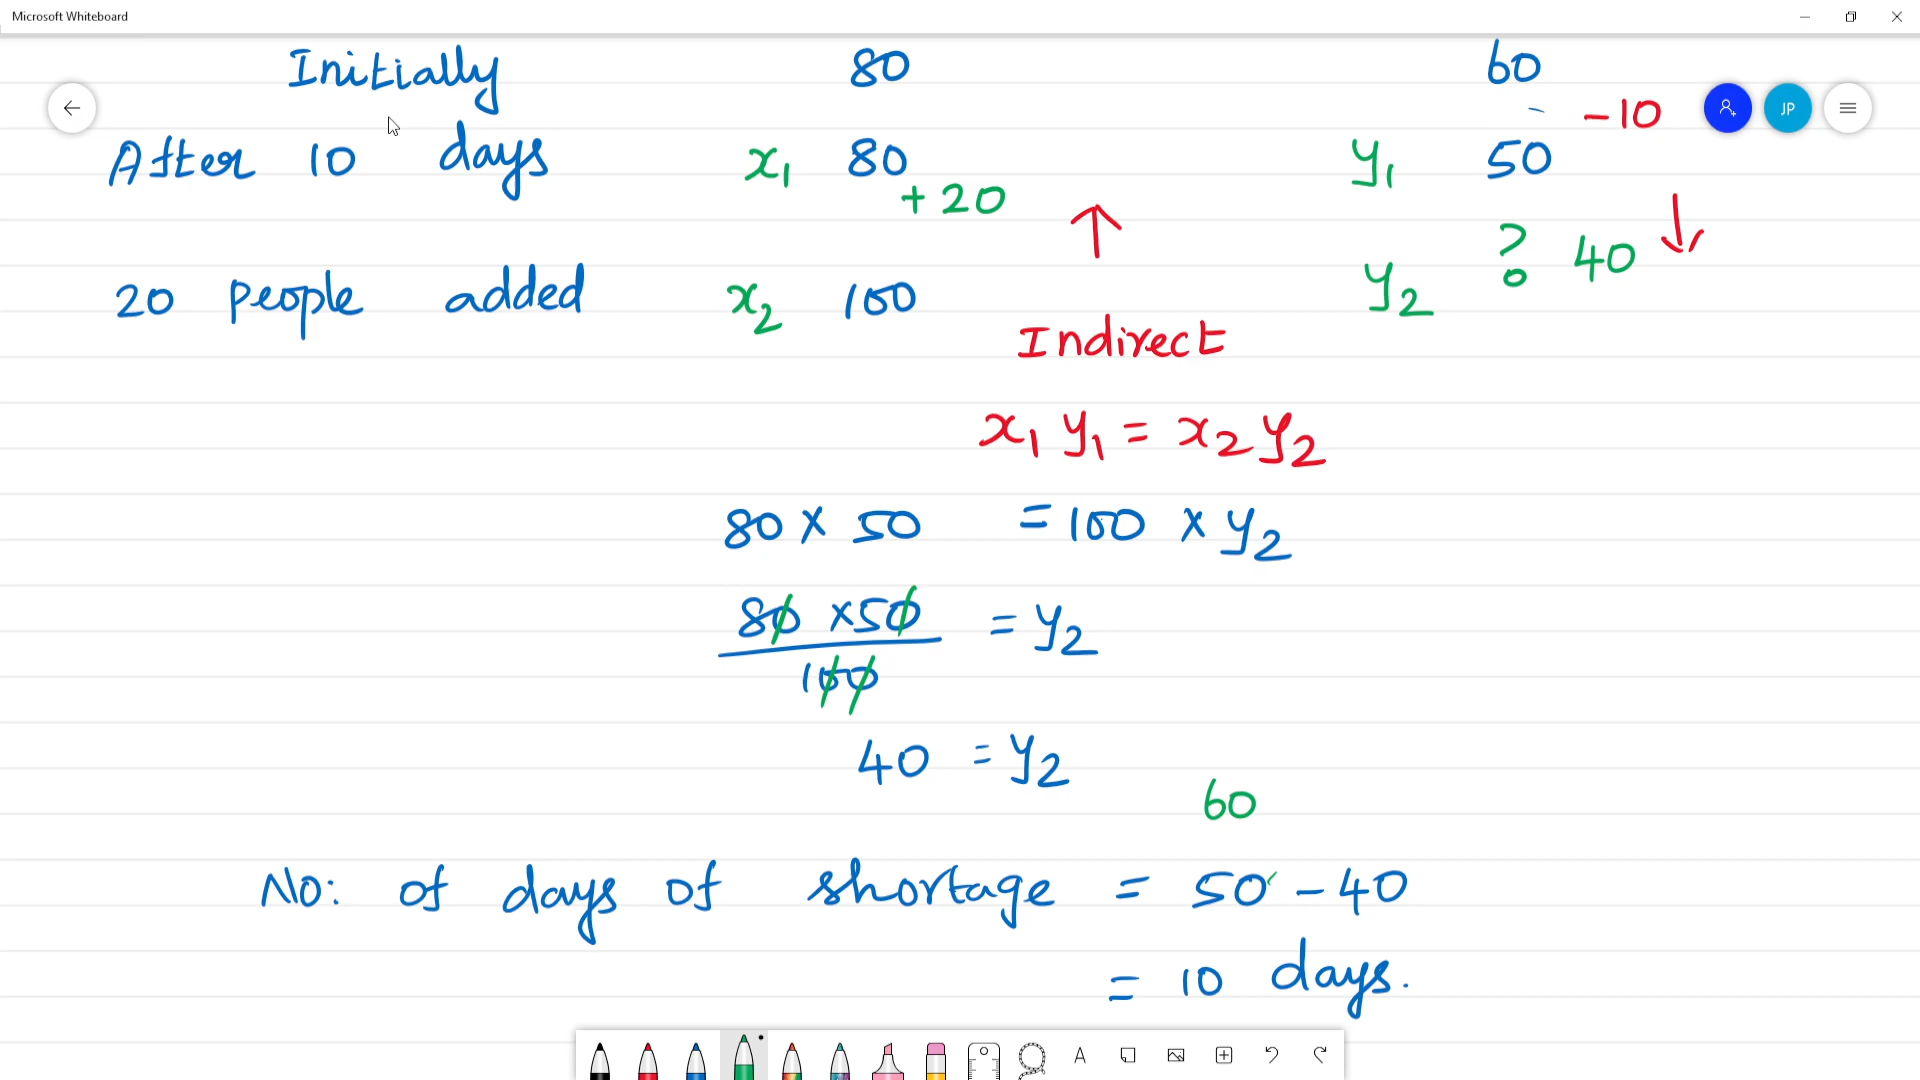 Microsoft Whiteboard
Initially 80 60
- 10
JP
After 10 days x1 80 y1 50
+ 20
? 40
20 people added x2 100 y2
Indirect
x1 y1 = x2 y2
80 x 50 = 100 x y2
80 x 50 = y2
100
40 = y2
60
No: of days of shortage = 50 - 40
= 10 days.
A